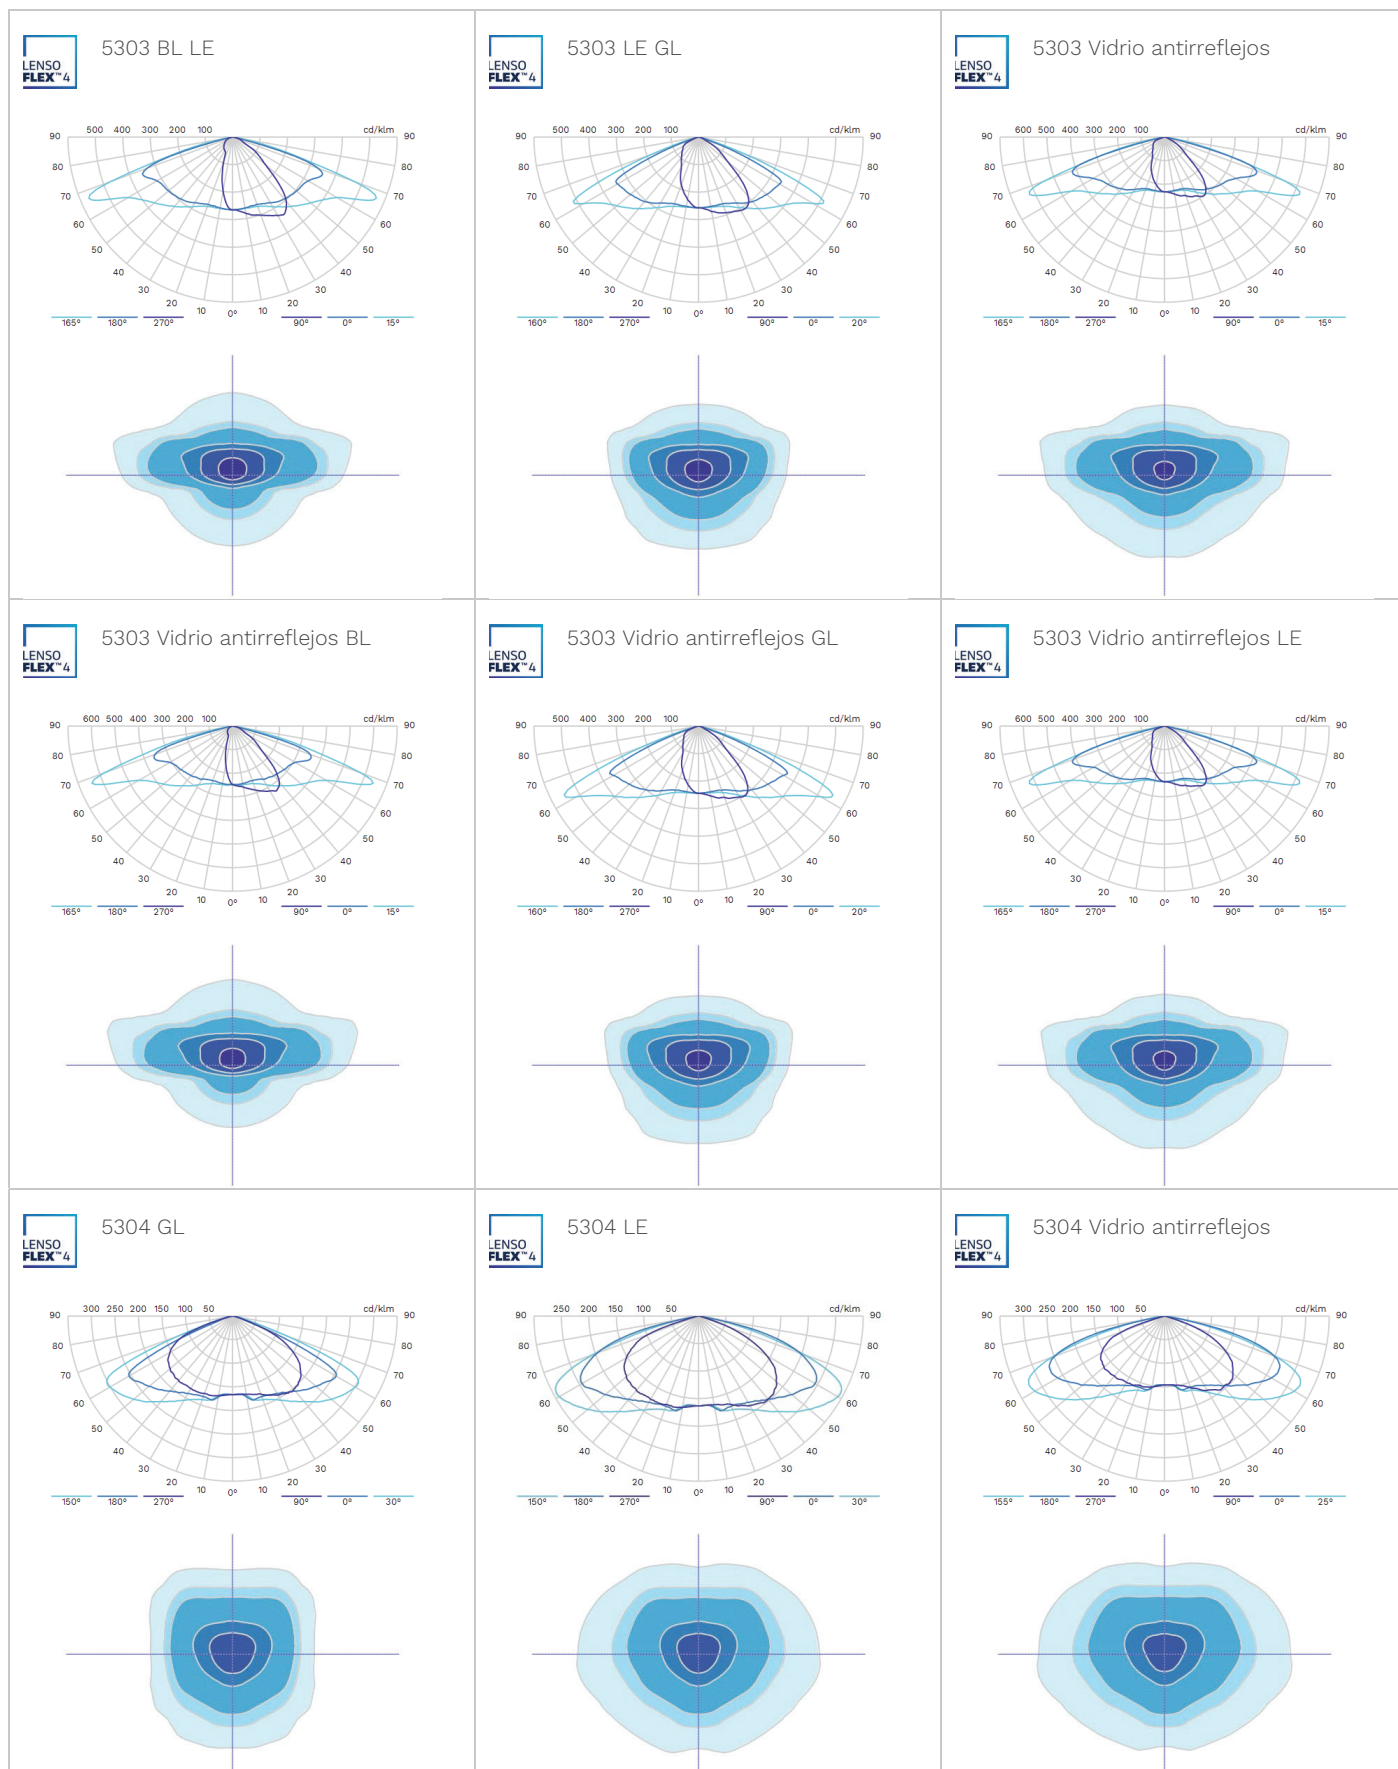 LENSO
FLEX™4
5303 BL LE
500 400 300 200 100 cd/klm
90 90
80 80
70 70
60 60
50 50
40 40
30 30
20 20
10 0° 10
165° 180° 270° 90° 0° 15°
LENSO
FLEX™4
5303 LE GL
500 400 300 200 100 cd/klm
90 90
80 80
70 70
60 60
50 50
40 40
30 30
20 20
10 0° 10
160° 180° 270° 90° 0° 20°
LENSO
FLEX™4
5303 Vidrio antirreflejos
600 500 400 300 200 100 cd/klm
90 90
80 80
70 70
60 60
50 50
40 40
30 30
20 20
10 0° 10
165° 180° 270° 90° 0° 15°
LENSO
FLEX™4
5303 Vidrio antirreflejos BL
600 500 400 300 200 100 cd/klm
90 90
80 80
70 70
60 60
50 50
40 40
30 30
20 20
10 0° 10
165° 180° 270° 90° 0° 15°
LENSO
FLEX™4
5303 Vidrio antirreflejos GL
500 400 300 200 100 cd/klm
90 90
80 80
70 70
60 60
50 50
40 40
30 30
20 20
10 0° 10
160° 180° 270° 90° 0° 20°
LENSO
FLEX™4
5303 Vidrio antirreflejos LE
600 500 400 300 200 100 cd/klm
90 90
80 80
70 70
60 60
50 50
40 40
30 30
20 20
10 0° 10
165° 180° 270° 90° 0° 15°
LENSO
FLEX™4
5304 GL
300 250 200 150 100 50 cd/klm
90 90
80 80
70 70
60 60
50 50
40 40
30 30
20 20
10 0° 10
150° 180° 270° 90° 0° 30°
LENSO
FLEX™4
5304 LE
250 200 150 100 50 cd/klm
90 90
80 80
70 70
60 60
50 50
40 40
30 30
20 20
10 0° 10
150° 180° 270° 90° 0° 30°
LENSO
FLEX™4
5304 Vidrio antirreflejos
300 250 200 150 100 50 cd/klm
90 90
80 80
70 70
60 60
50 50
40 40
30 30
20 20
10 0° 10
155° 180° 270° 90° 0° 25°